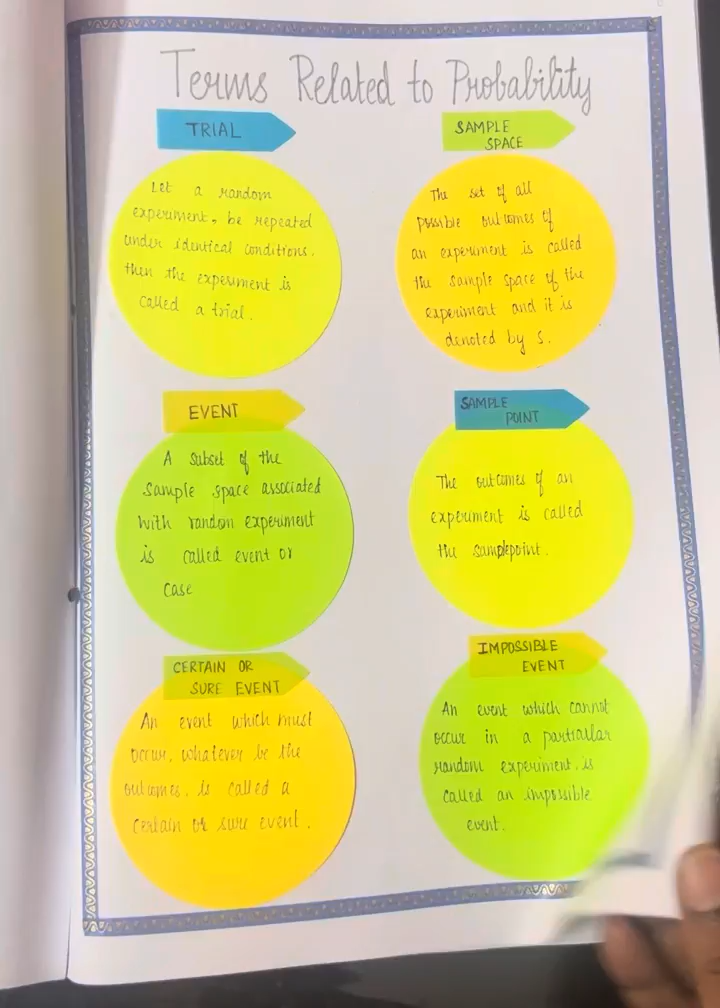 Terms Related to Probability
TRIAL
Let a random
experiment, be repeated
under identical conditions.
then the experiment is
called a trial.
SAMPLE
SPACE
The set of all
possible outcomes of
an experiment is called
the sample space of the
experiment and it is
denoted by S.
EVENT
A subset of the
sample space associated
with random experiment
is called event or
case
SAMPLE
POINT
The outcomes of an
experiment is called
the samplepoint.
CERTAIN OR
SURE EVENT
An event which must
occur, whatever be the
outcomes. is called a
certain or sure event.
IMPOSSIBLE
EVENT
An event which cannot
occur in a particular
random experiment. is
called an impossible
event.